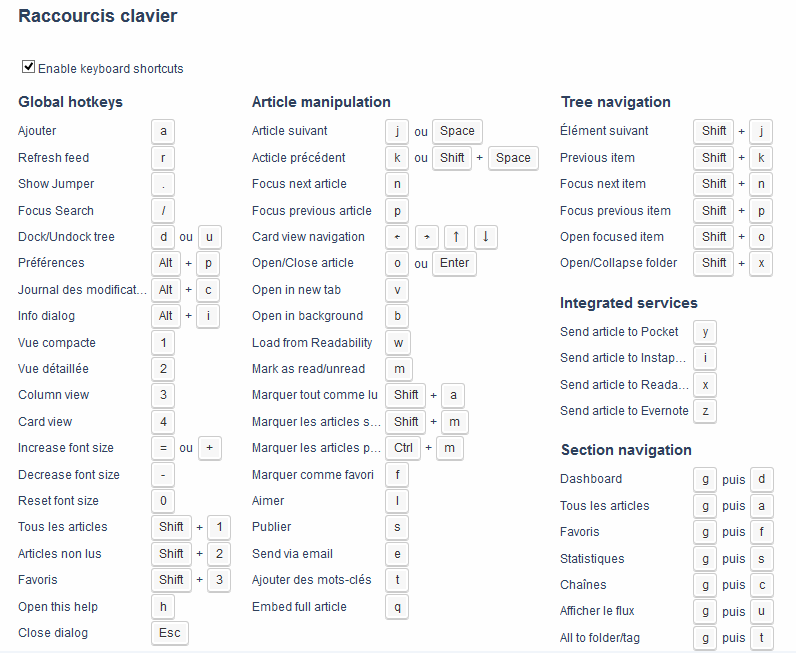 Raccourcis clavier
Enable keyboard shortcuts
Global hotkeys
Ajouter a
Refresh feed r
Show Jumper .
Focus Search /
Dock/Undock tree d ou u
Préférences Alt + p
Journal des modificat... Alt + c
Info dialog Alt + i
Vue compacte 1
Vue détaillée 2
Column view 3
Card view 4
Increase font size = ou +
Decrease font size -
Reset font size 0
Tous les articles Shift + 1
Articles non lus Shift + 2
Favoris Shift + 3
Open this help h
Close dialog Esc
Article manipulation
Article suivant j ou Space
Acticle précédent k ou Shift + Space
Focus next article n
Focus previous article p
Card view navigation ← → ↑ ↓
Open/Close article o ou Enter
Open in new tab v
Open in background b
Load from Readability w
Mark as read/unread m
Marquer tout comme lu Shift + a
Marquer les articles s... Shift + m
Marquer les articles p... Ctrl + m
Marquer comme favori f
Aimer l
Publier s
Send via email e
Ajouter des mots-clés t
Embed full article q
Tree navigation
Élément suivant Shift + j
Previous item Shift + k
Focus next item Shift + n
Focus previous item Shift + p
Open focused item Shift + o
Open/Collapse folder Shift + x
Integrated services
Send article to Pocket y
Send article to Instap... i
Send article to Reada... x
Send article to Evernote z
Section navigation
Dashboard g puis d
Tous les articles g puis a
Favoris g puis f
Statistiques g puis s
Chaînes g puis c
Afficher le flux g puis u
All to folder/tag g puis t